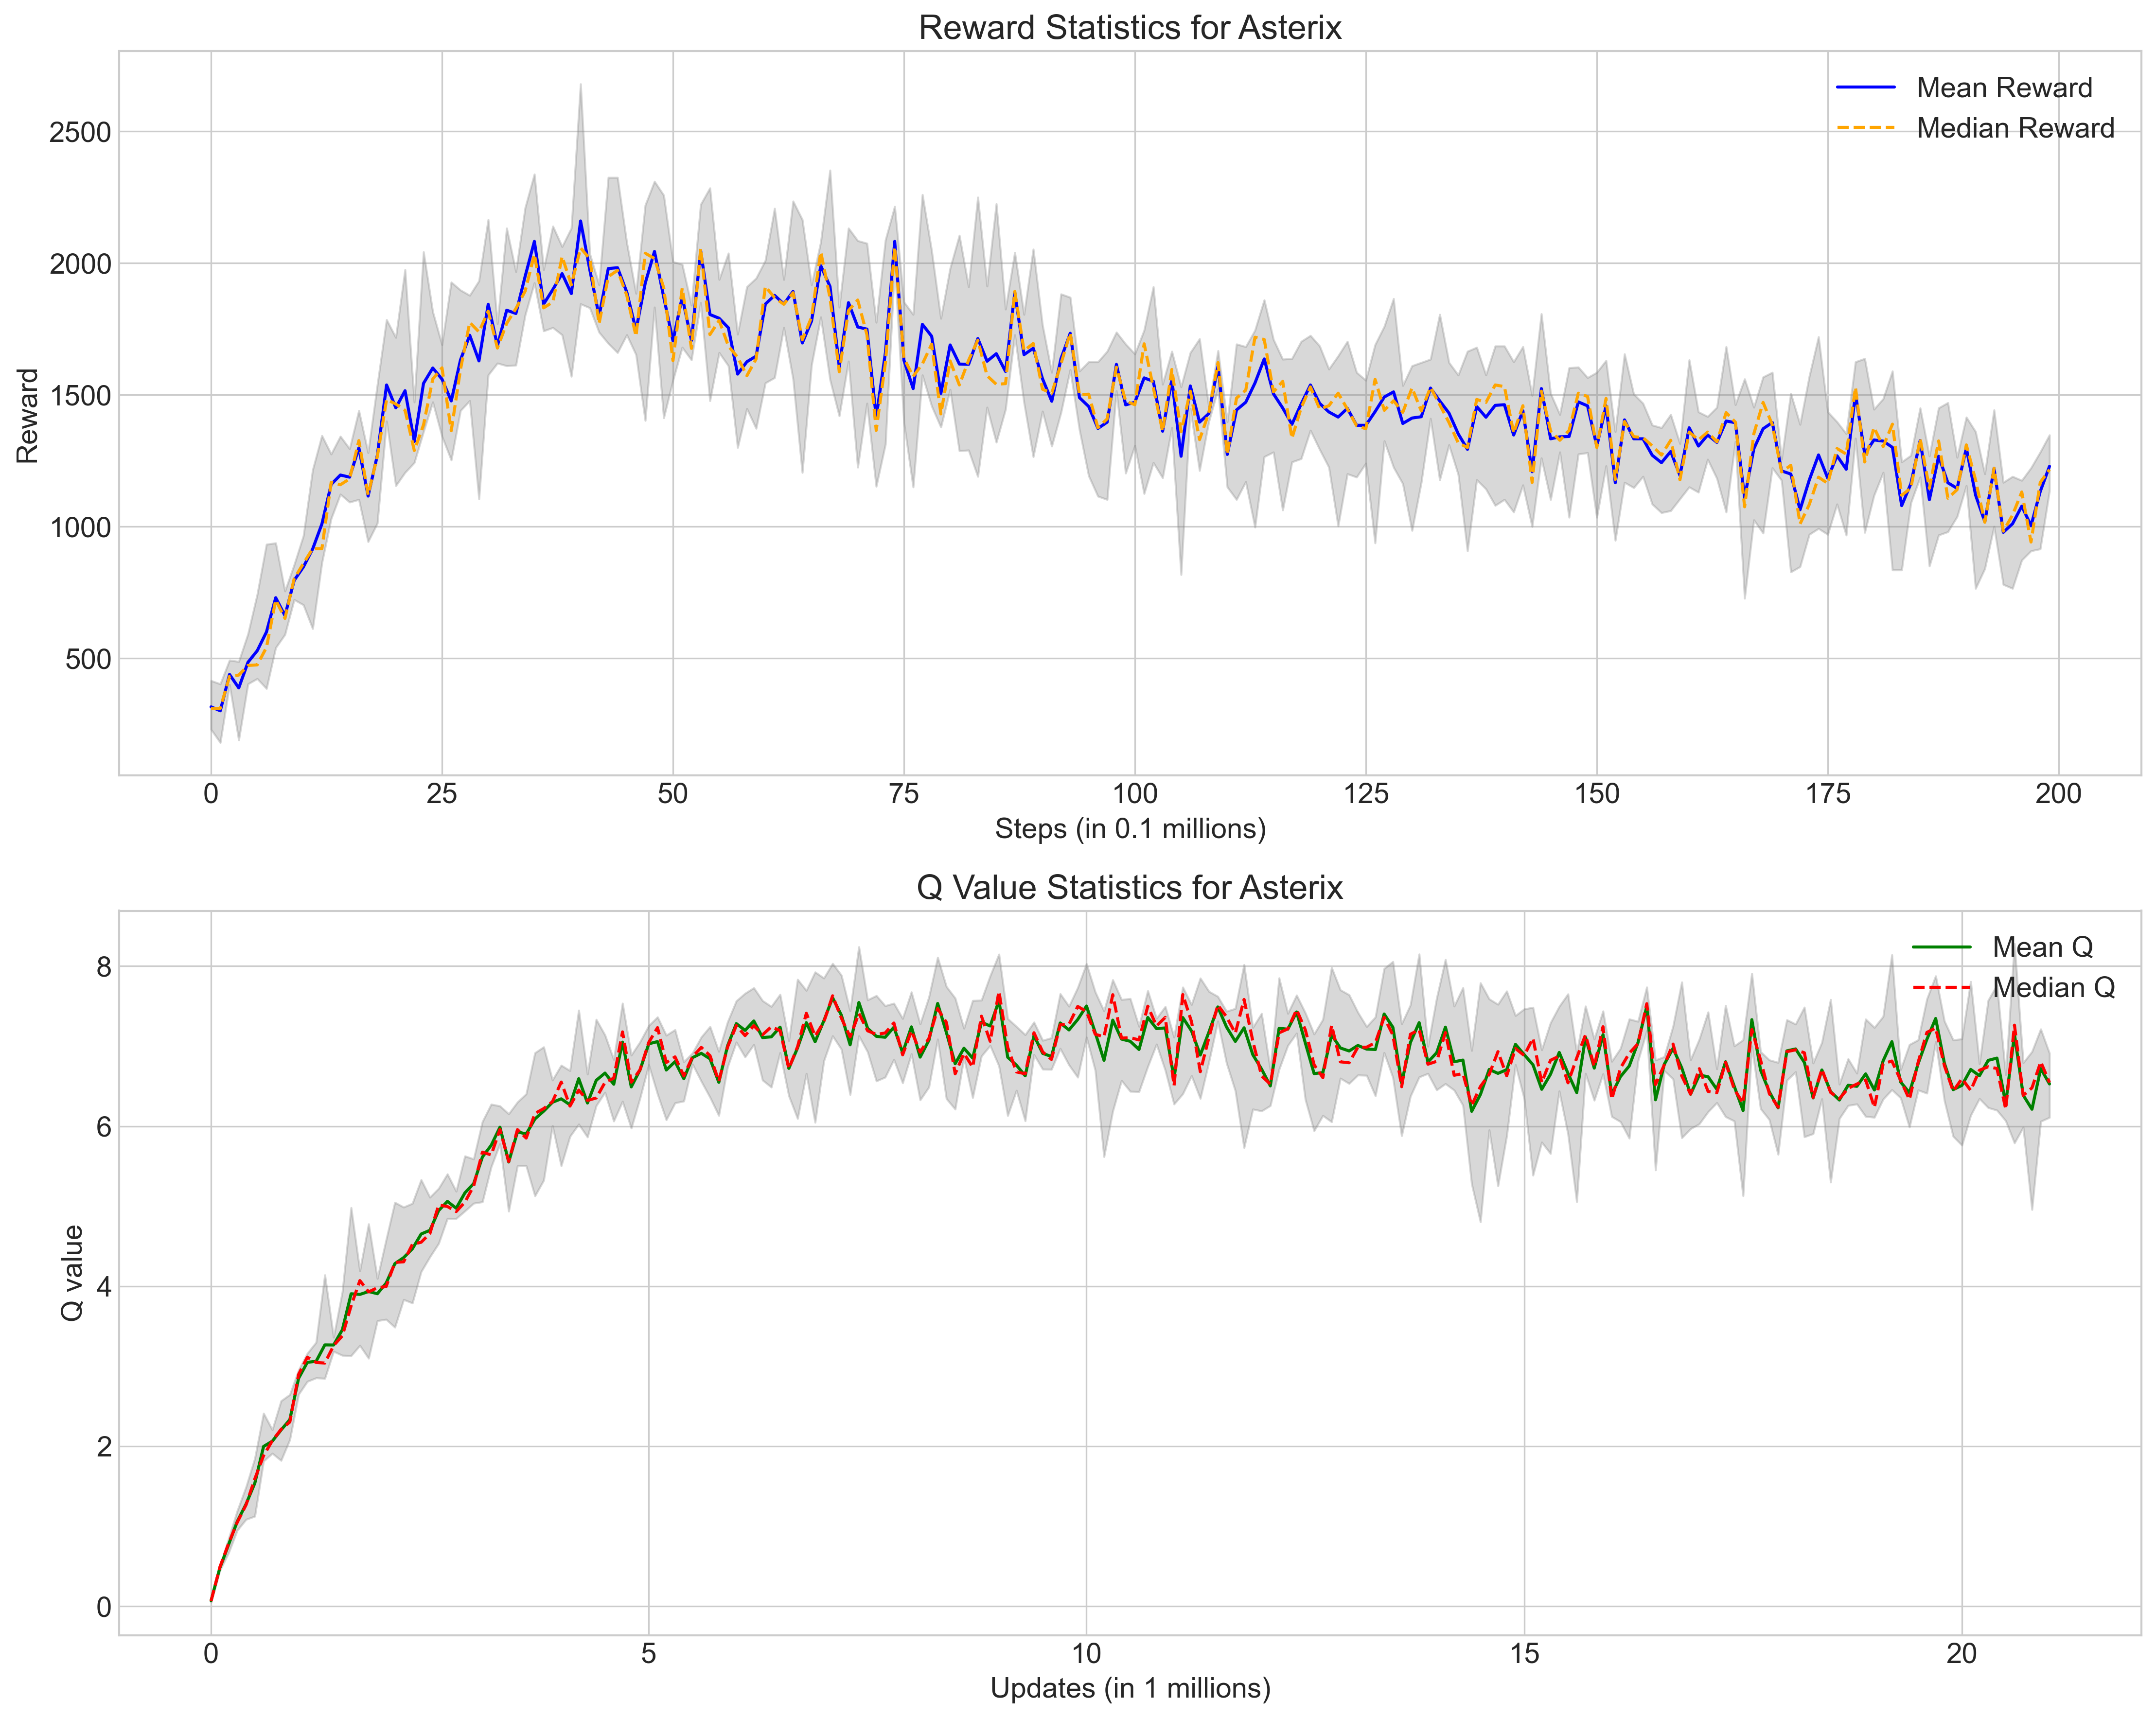 Reward Statistics for Asterix
Mean Reward
Median Reward
2500
2000
1500
1000
500
Reward
0 25 50 75 100 125 150 175 200
Steps (in 0.1 millions)
Q Value Statistics for Asterix
Mean Q
Median Q
8
6
4
2
0
Q value
0 5 10 15 20
Updates (in 1 millions)